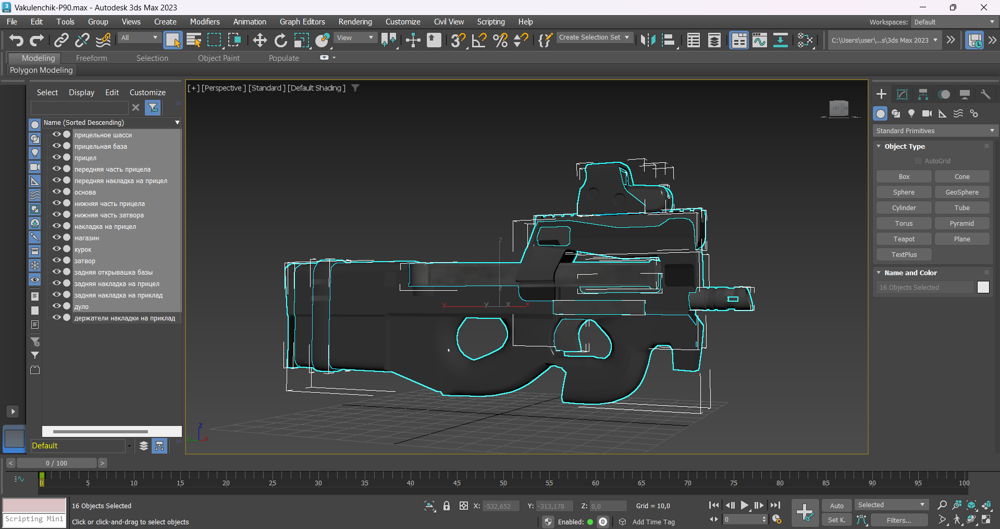 Vakulenchik-P90.max - Autodesk 3ds Max 2023
File Edit Tools Group Views Create Modifiers Animation Graph Editors Rendering Customize Civil View Scripting Help Workspaces: Default
All View Create Selection Set C:\Users\user\...s\3ds Max 2023
Modeling Freeform Selection Object Paint Populate
Polygon Modeling
Select Display Edit Customize
Name (Sorted Descending)
прицельное шасси
прицельная база
прицел
передняя часть прицела
передняя накладка на прицел
основа
нижняя часть прицела
нижняя часть затвора
накладка на прицел
магазин
курок
затвор
задняя открывашка базы
задняя накладка на прицел
задняя накладка на приклад
дуло
держатели накладки на приклад
Default
[+] [Perspective ] [Standard ] [Default Shading ]
LEFT
z
z
y y x x
z
y x
Standard Primitives
Object Type
AutoGrid
Box Cone
Sphere GeoSphere
Cylinder Tube
Torus Pyramid
Teapot Plane
TextPlus
Name and Color
16 Objects Selected
< 0 / 100 >
0 5 10 15 20 25 30 35 40 45 50 55 60 65 70 75 80 85 90 95 100
16 Objects Selected X: -532,652 Y: -313,178 Z: 0,0 Grid = 10,0 Auto Selected
Scripting Mini Click or click-and-drag to select objects Enabled: 0 Add Time Tag 0 Set K. Filters...